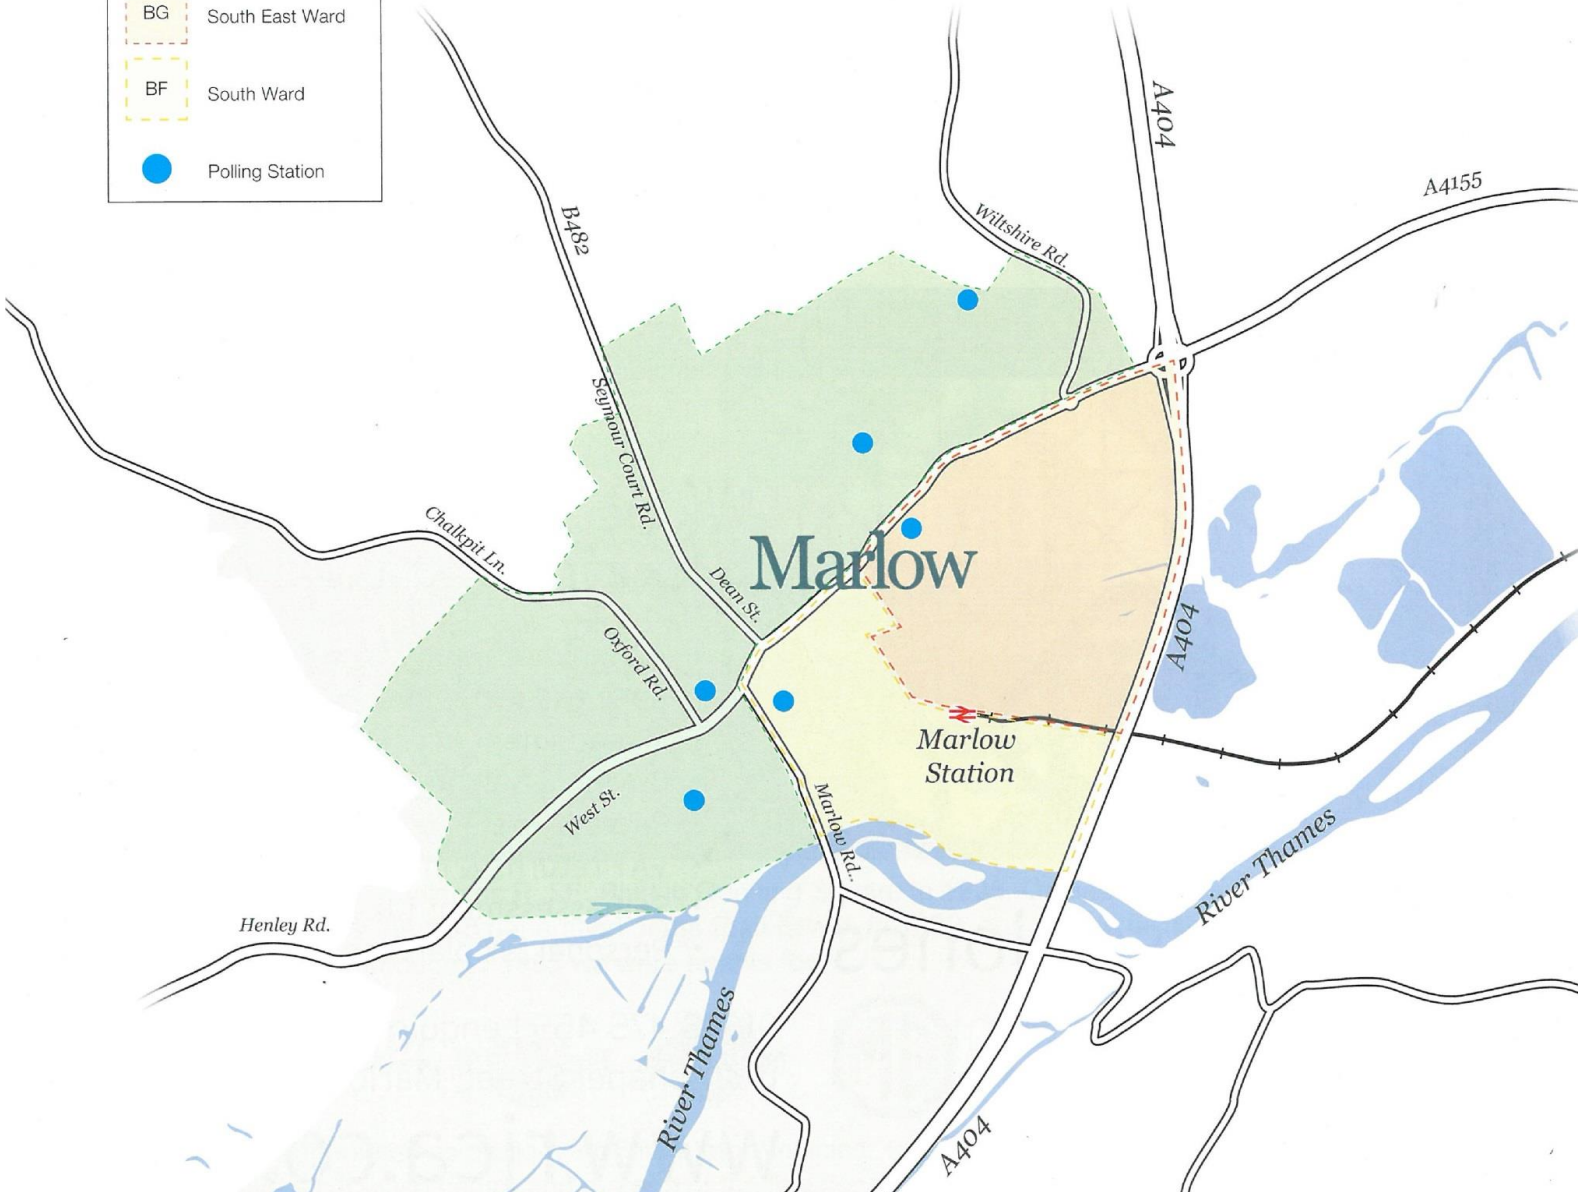 BG South East Ward
BF South Ward
Polling Station
A404
A4155
B482
Wiltshire Rd.
Seymour Court Rd.
Chalkpit Ln.
Marlow
Dean St.
Oxford Rd.
A404
Marlow
Station
West St.
Marlow Rd..
River Thames
Henley Rd.
River Thames
A404